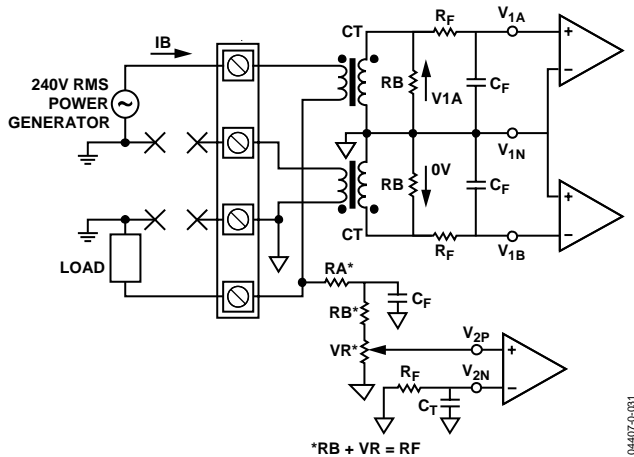 CT
RF
V1A
IB
240V RMS
POWER
GENERATOR
RB
V1A
CF
V1N
RB
0V
CF
CT
RF
V1B
LOAD
RA*
RB*
CF
VR*
V2P
RF
V2N
CT
*RB + VR = RF
04407-0-031
+
−
+
−
+
−